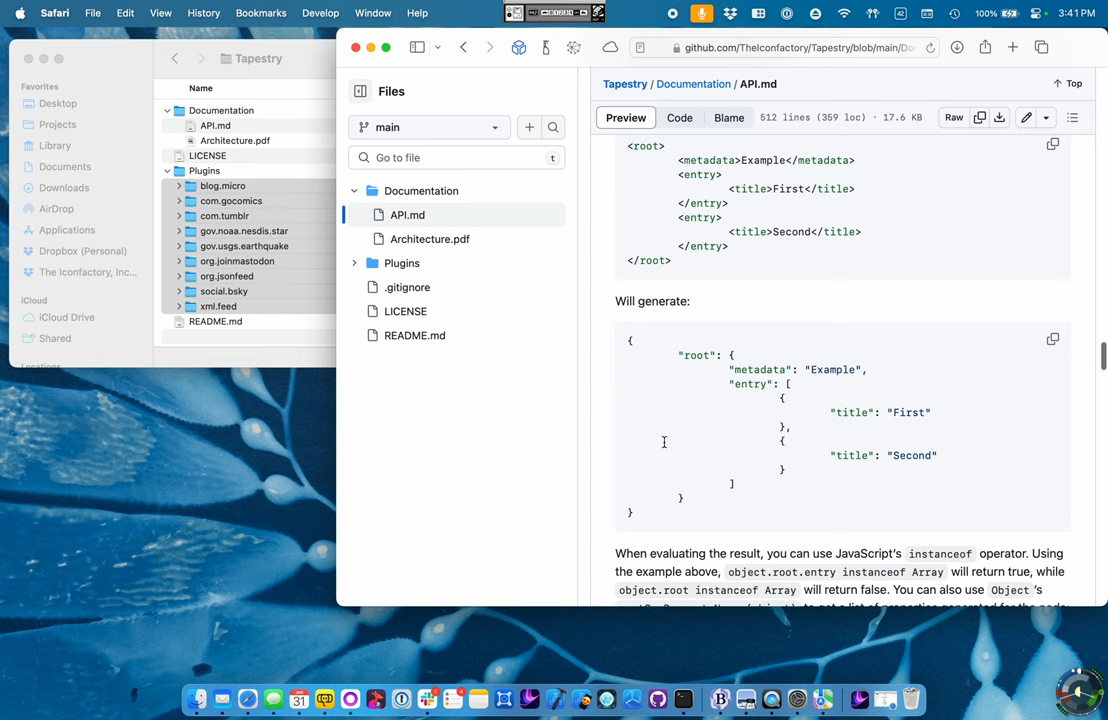 Safari File Edit View History Bookmarks Develop Window Help
42 100% 3:41 PM
Tapestry
Name
Favorites
Desktop
Projects
Library
Documents
Downloads
AirDrop
Applications
Dropbox (Personal)
The Iconfactory, Inc...
iCloud
iCloud Drive
Shared
Locations
Documentation
API.md
Architecture.pdf
LICENSE
Plugins
blog.micro
com.gocomics
com.tumblr
gov.noaa.nesdis.star
gov.usgs.earthquake
org.joinmastodon
org.jsonfeed
social.bsky
xml.feed
README.md
github.com/TheIconfactory/Tapestry/blob/main/Do
Files
main
Go to file t
Documentation
API.md
Architecture.pdf
Plugins
.gitignore
LICENSE
README.md
Tapestry / Documentation / API.md
Top
Preview Code Blame 512 lines (359 loc) · 17.6 KB Raw
<root>
<metadata>Example</metadata>
<entry>
<title>First</title>
</entry>
<entry>
<title>Second</title>
</entry>
</root>
Will generate:
{
"root": {
"metadata": "Example",
"entry": [
{
"title": "First"
},
{
"title": "Second"
}
]
}
}
When evaluating the result, you can use JavaScript's instanceof operator. Using
the example above, object.root.entry instanceof Array will return true, while
object.root instanceof Array will return false. You can also use Object 's